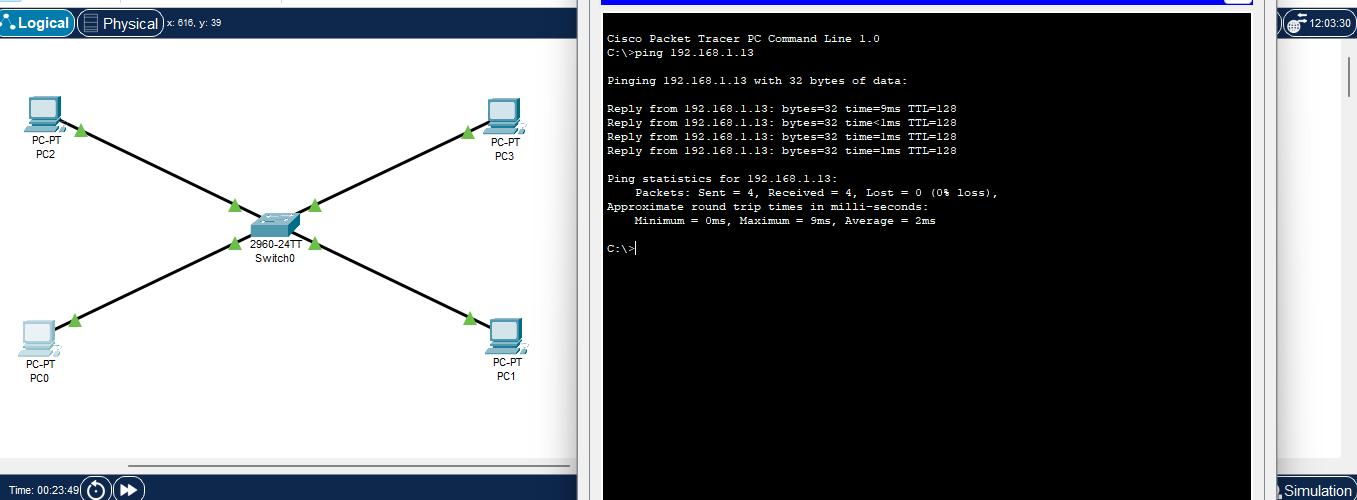 Logical
Physical
x: 616, y: 39
12:03:30
PC-PT
PC2
PC-PT
PC3
2960-24TT
Switch0
PC-PT
PC0
PC-PT
PC1
Time: 00:23:49
Cisco Packet Tracer PC Command Line 1.0
C:\>ping 192.168.1.13
Pinging 192.168.1.13 with 32 bytes of data:
Reply from 192.168.1.13: bytes=32 time=9ms TTL=128
Reply from 192.168.1.13: bytes=32 time<1ms TTL=128
Reply from 192.168.1.13: bytes=32 time=1ms TTL=128
Reply from 192.168.1.13: bytes=32 time=1ms TTL=128
Ping statistics for 192.168.1.13:
Packets: Sent = 4, Received = 4, Lost = 0 (0% loss),
Approximate round trip times in milli-seconds:
Minimum = 0ms, Maximum = 9ms, Average = 2ms
C:\>
Simulation